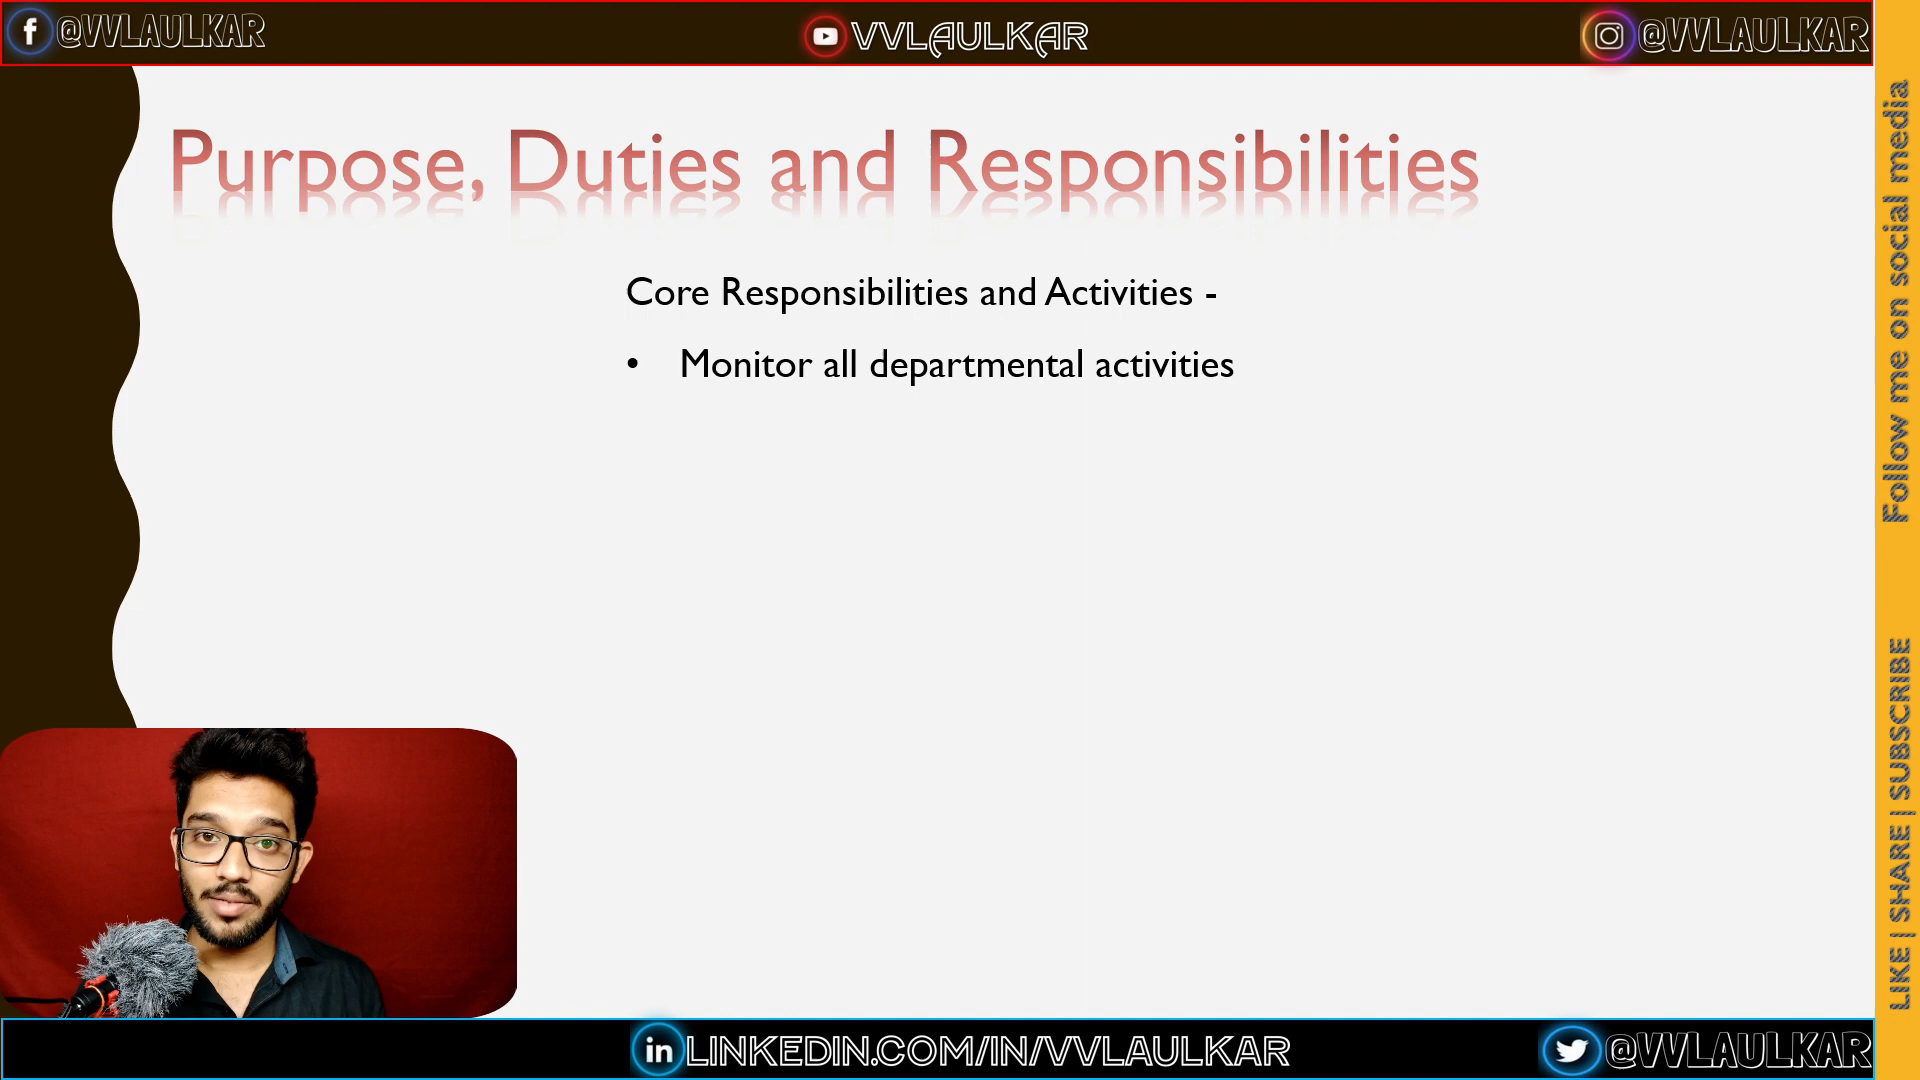 @VVLAULKAR
VVLAULKAR
@VVLAULKAR
Purpose, Duties and Responsibilities
Core Responsibilities and Activities -
• Monitor all departmental activities
Follow me on social media
LIKE | SHARE | SUBSCRIBE
LINKEDIN.COM/IN/VVLAULKAR
@VVLAULKAR